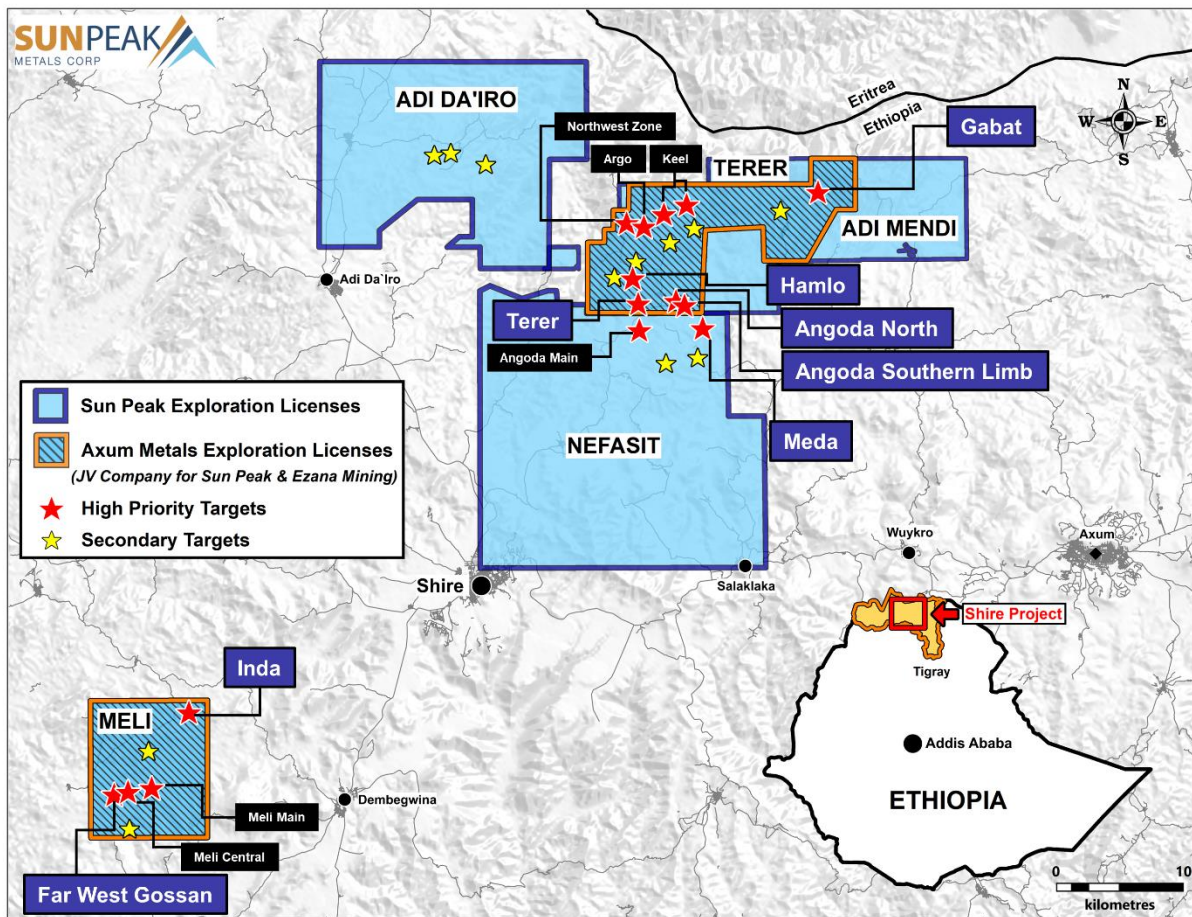 SUNPEAK
METALS CORP
ADI DA'IRO
Eritrea
Ethiopia
N
W
E
S
Northwest Zone
Argo
Keel
TERER
Gabat
ADI MENDI
Adi Da`Iro
Hamlo
Terer
Angoda North
Angoda Main
Angoda Southern Limb
Meda
NEFASIT
Sun Peak Exploration Licenses
Axum Metals Exploration Licenses
(JV Company for Sun Peak & Ezana Mining)
High Priority Targets
Secondary Targets
Wuykro
Axum
Shire
Salaklaka
Shire Project
Tigray
Addis Ababa
ETHIOPIA
Inda
MELI
Dembegwina
Meli Main
Meli Central
Far West Gossan
0
10
kilometres